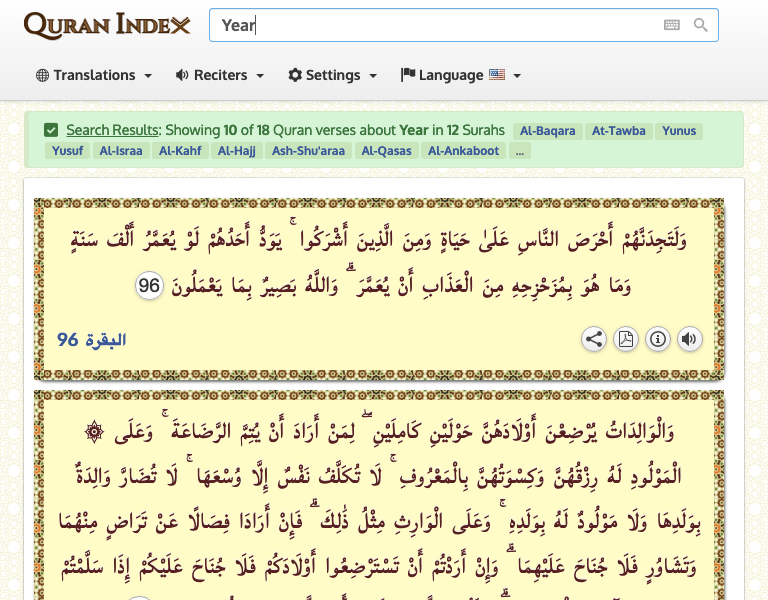 QURAN INDEX
Year
Translations Reciters Settings Language
Search Results: Showing 10 of 18 Quran verses about Year in 12 Surahs Al-Baqara At-Tawba Yunus
Yusuf Al-Israa Al-Kahf Al-Hajj Ash-Shu'araa Al-Qasas Al-Ankaboot ...
وَلَتَجِدَنَّهُمْ أَحْرَصَ النَّاسِ عَلَىٰ حَيَاةٍ وَمِنَ الَّذِينَ أَشْرَكُوا ۚ يَوَدُّ أَحَدُهُمْ لَوْ يُعَمَّرُ أَلْفَ سَنَةٍ
وَمَا هُوَ بِمُزَحْزِحِهِ مِنَ الْعَذَابِ أَنْ يُعَمَّرَ ۗ وَاللَّهُ بَصِيرٌ بِمَا يَعْمَلُونَ 96
البقرة 96
۞ وَالْوَالِدَاتُ يُرْضِعْنَ أَوْلَادَهُنَّ حَوْلَيْنِ كَامِلَيْنِ ۖ لِمَنْ أَرَادَ أَنْ يُتِمَّ الرَّضَاعَةَ ۚ وَعَلَى
الْمَوْلُودِ لَهُ رِزْقُهُنَّ وَكِسْوَتُهُنَّ بِالْمَعْرُوفِ ۚ لَا تُكَلَّفُ نَفْسٌ إِلَّا وُسْعَهَا ۚ لَا تُضَارَّ وَالِدَةٌ
بِوَلَدِهَا وَلَا مَوْلُودٌ لَهُ بِوَلَدِهِ ۚ وَعَلَى الْوَارِثِ مِثْلُ ذَٰلِكَ ۗ فَإِنْ أَرَادَا فِصَالًا عَنْ تَرَاضٍ مِنْهُمَا
وَتَشَاوُرٍ فَلَا جُنَاحَ عَلَيْهِمَا ۗ وَإِنْ أَرَدْتُمْ أَنْ تَسْتَرْضِعُوا أَوْلَادَكُمْ فَلَا جُنَاحَ عَلَيْكُمْ إِذَا سَلَّمْتُمْ